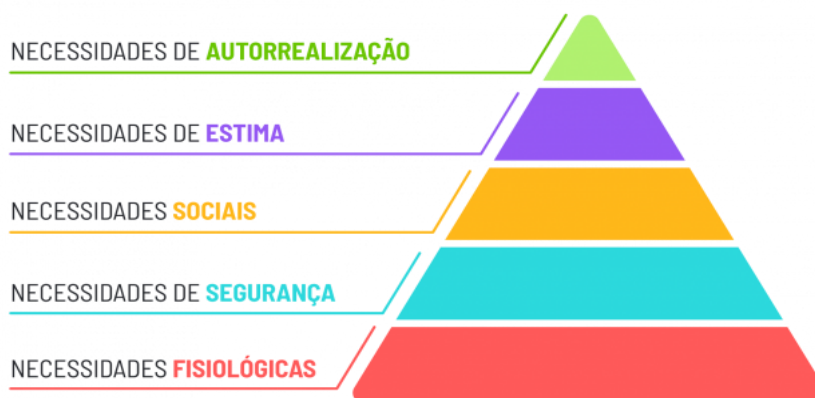 NECESSIDADES DE AUTORREALIZAÇÃO
NECESSIDADES DE ESTIMA
NECESSIDADES SOCIAIS
NECESSIDADES DE SEGURANÇA
NECESSIDADES FISIOLÓGICAS